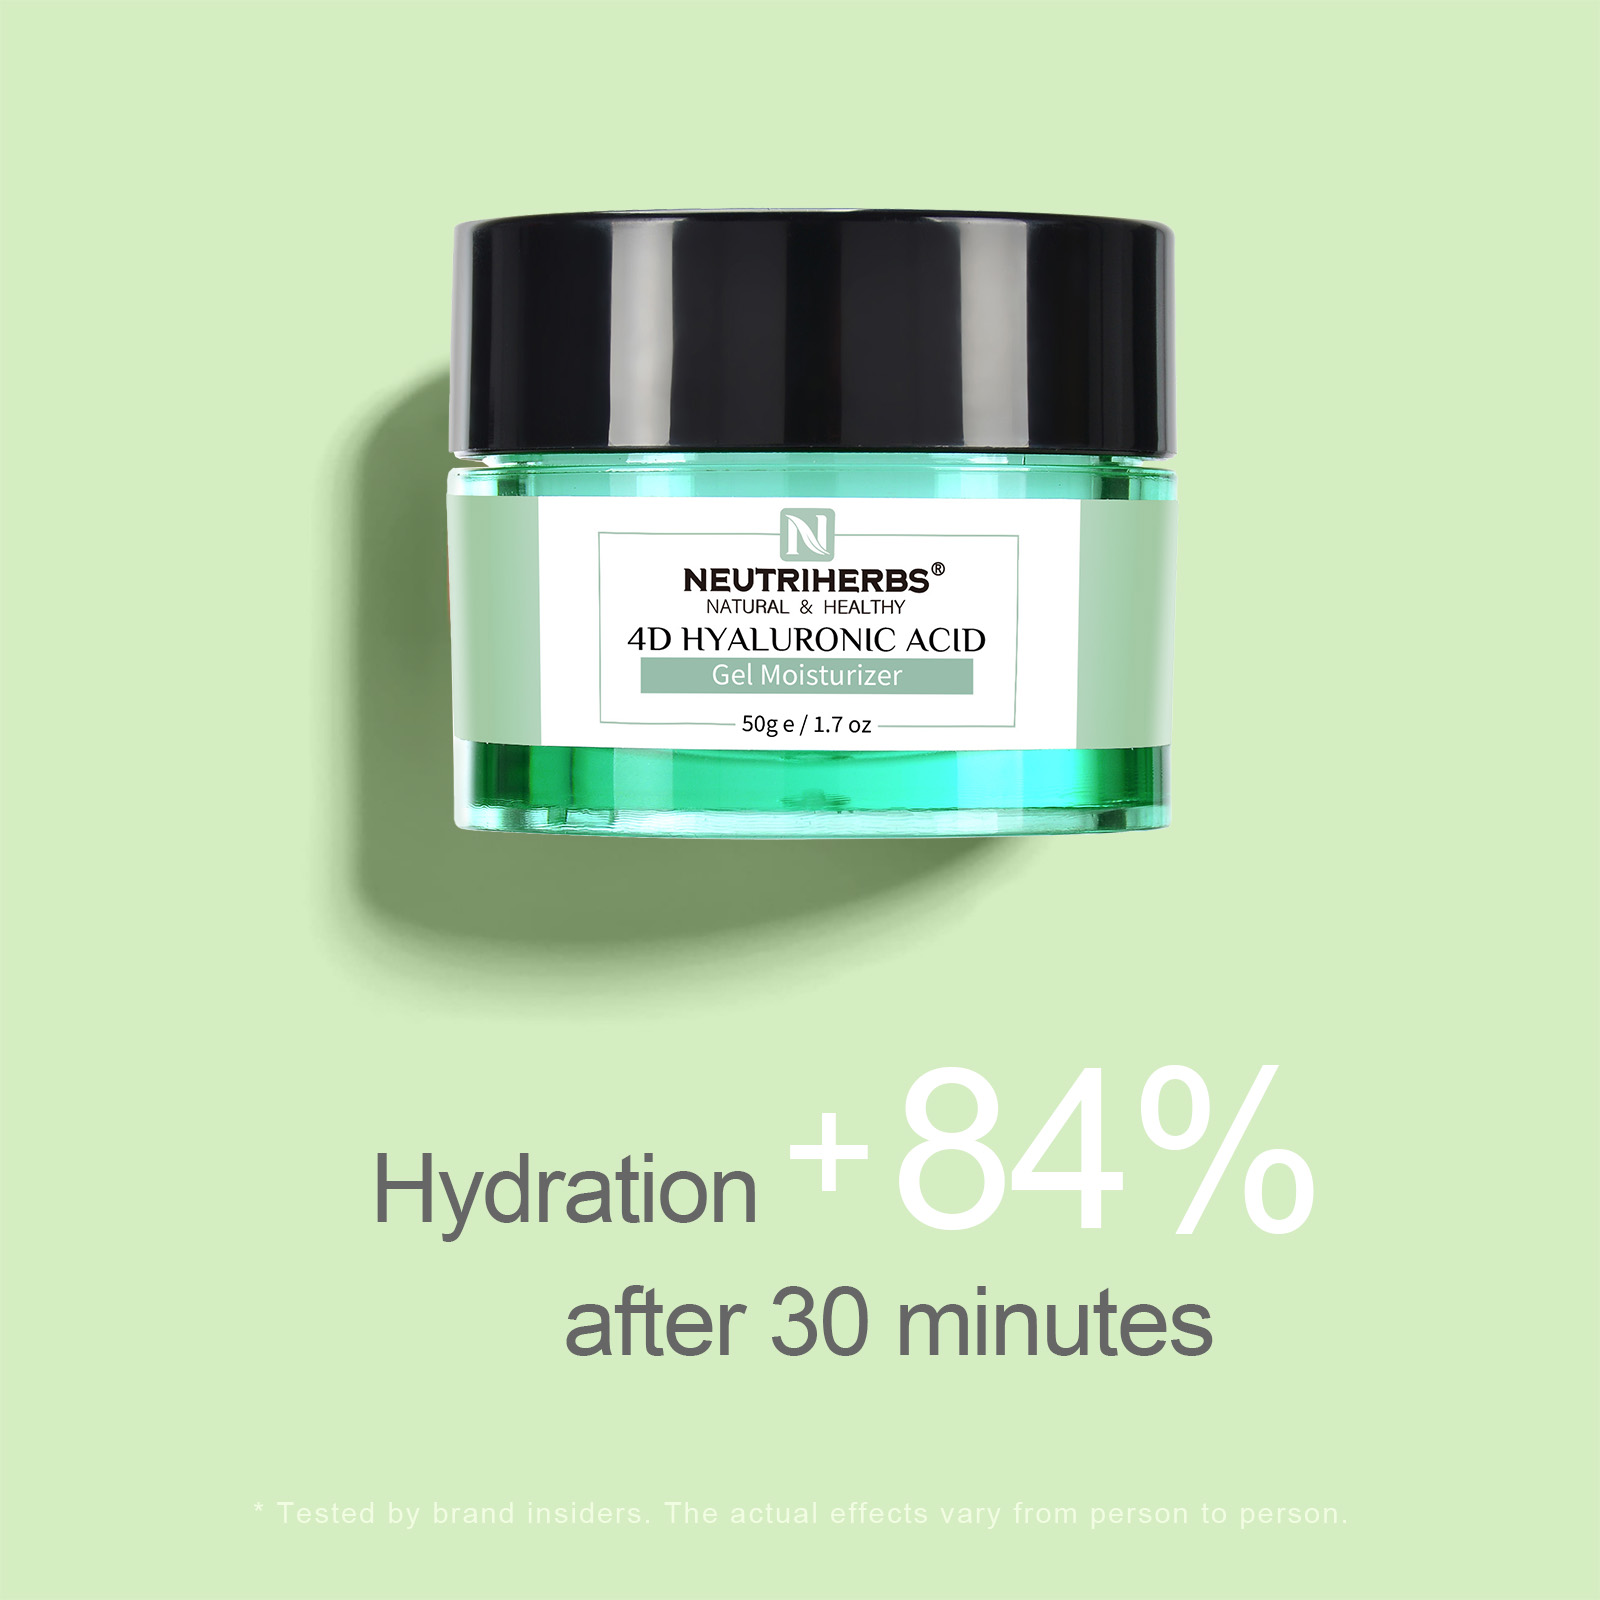 N
NEUTRIHERBS®
NATURAL & HEALTHY
4D HYALURONIC ACID
Gel Moisturizer
50g e / 1.7 oz
Hydration +84%
after 30 minutes
* Tested by brand insiders. The actual effects vary from person to person.